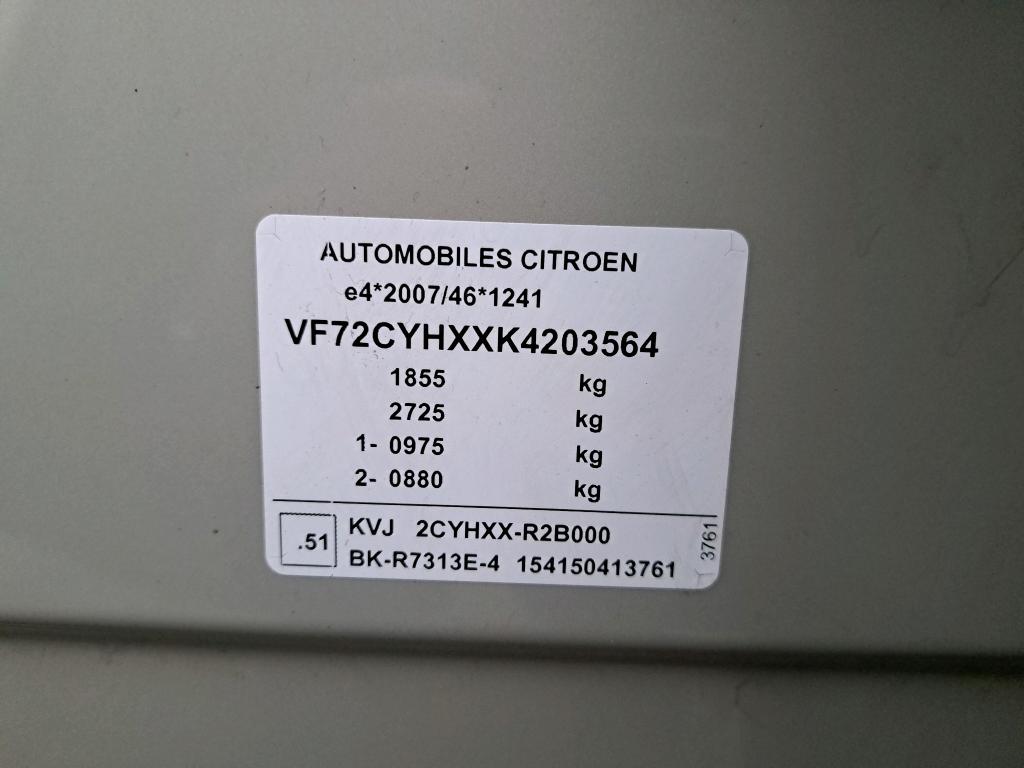 AUTOMOBILES CITROEN
e4*2007/46*1241
VF72CYHXXK4203564
1855 kg
2725 kg
1- 0975 kg
2- 0880 kg
.51
KVJ 2CYHXX-R2B000
BK-R7313E-4 154150413761
3761